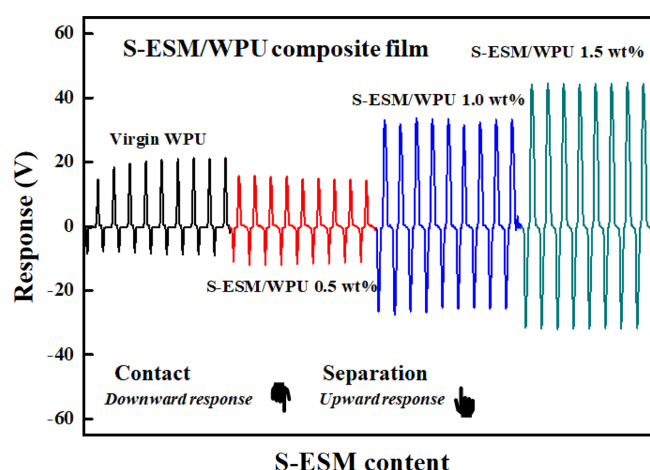 60
S-ESM/WPU composite film
S-ESM/WPU 1.5 wt%
40
S-ESM/WPU 1.0 wt%
Virgin WPU
20
Response (V)
0
S-ESM/WPU 0.5 wt%
-20
-40
Contact
Separation
Downward response
Upward response
-60
S-ESM content